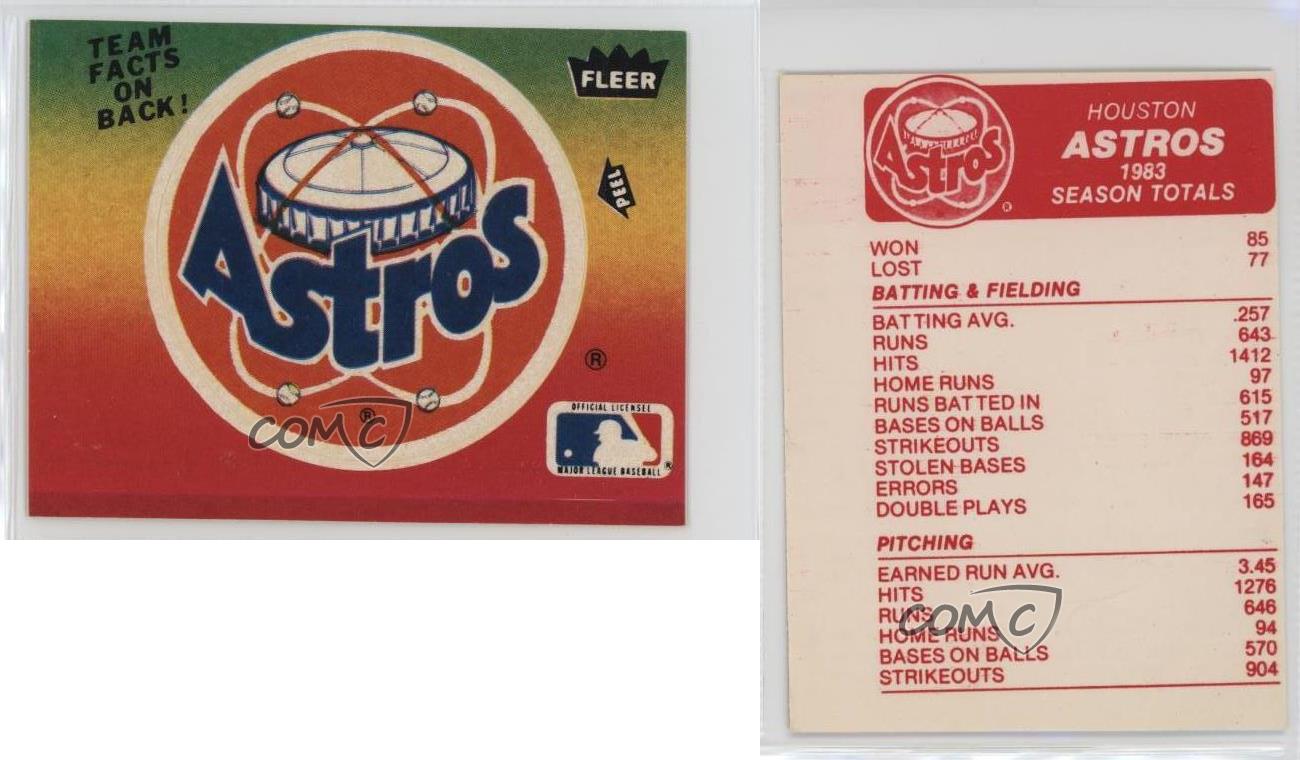 TEAM
FACTS
ON
BACK!
FLEER
PEEL
Astros
®
®
OFFICIAL LICENSEE
MAJOR LEAGUE BASEBALL ®
COMC
Astros
®
HOUSTON
ASTROS
1983
SEASON TOTALS
WON 85
LOST 77
BATTING & FIELDING
BATTING AVG. .257
RUNS 643
HITS 1412
HOME RUNS 97
RUNS BATTED IN 615
BASES ON BALLS 517
STRIKEOUTS 869
STOLEN BASES 164
ERRORS 147
DOUBLE PLAYS 165
PITCHING
EARNED RUN AVG. 3.45
HITS 1276
RUNS 646
HOME RUNS 94
BASES ON BALLS 570
STRIKEOUTS 904
COMC